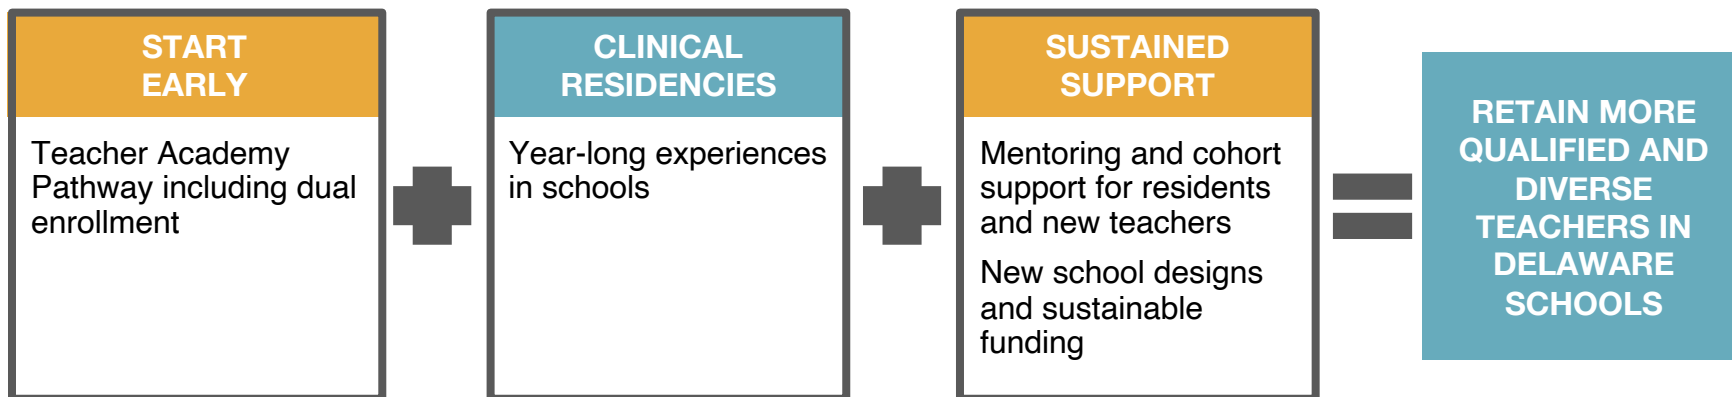 START
EARLY
Teacher Academy
Pathway including dual
enrollment
CLINICAL
RESIDENCIES
Year-long experiences
in schools
SUSTAINED
SUPPORT
Mentoring and cohort
support for residents
and new teachers
New school designs
and sustainable
funding
RETAIN MORE
QUALIFIED AND
DIVERSE
TEACHERS IN
DELAWARE
SCHOOLS